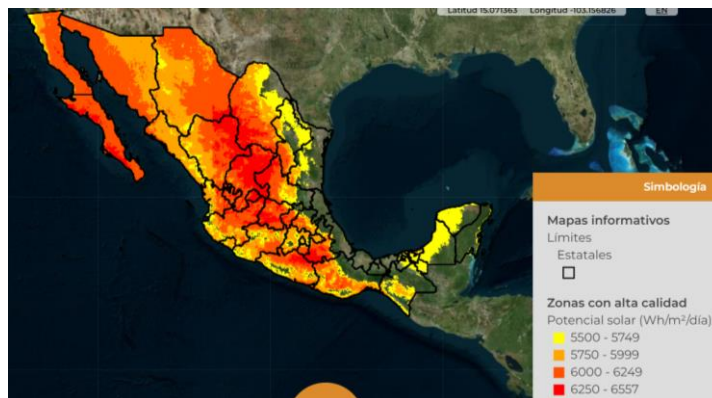 Latitud 15.071363 Longitud -103.156826 EN
Simbología
Mapas informativos
Límites
Estatales
Zonas con alta calidad
Potencial solar (Wh/m²/día)
5500 - 5749
5750 - 5999
6000 - 6249
6250 - 6557